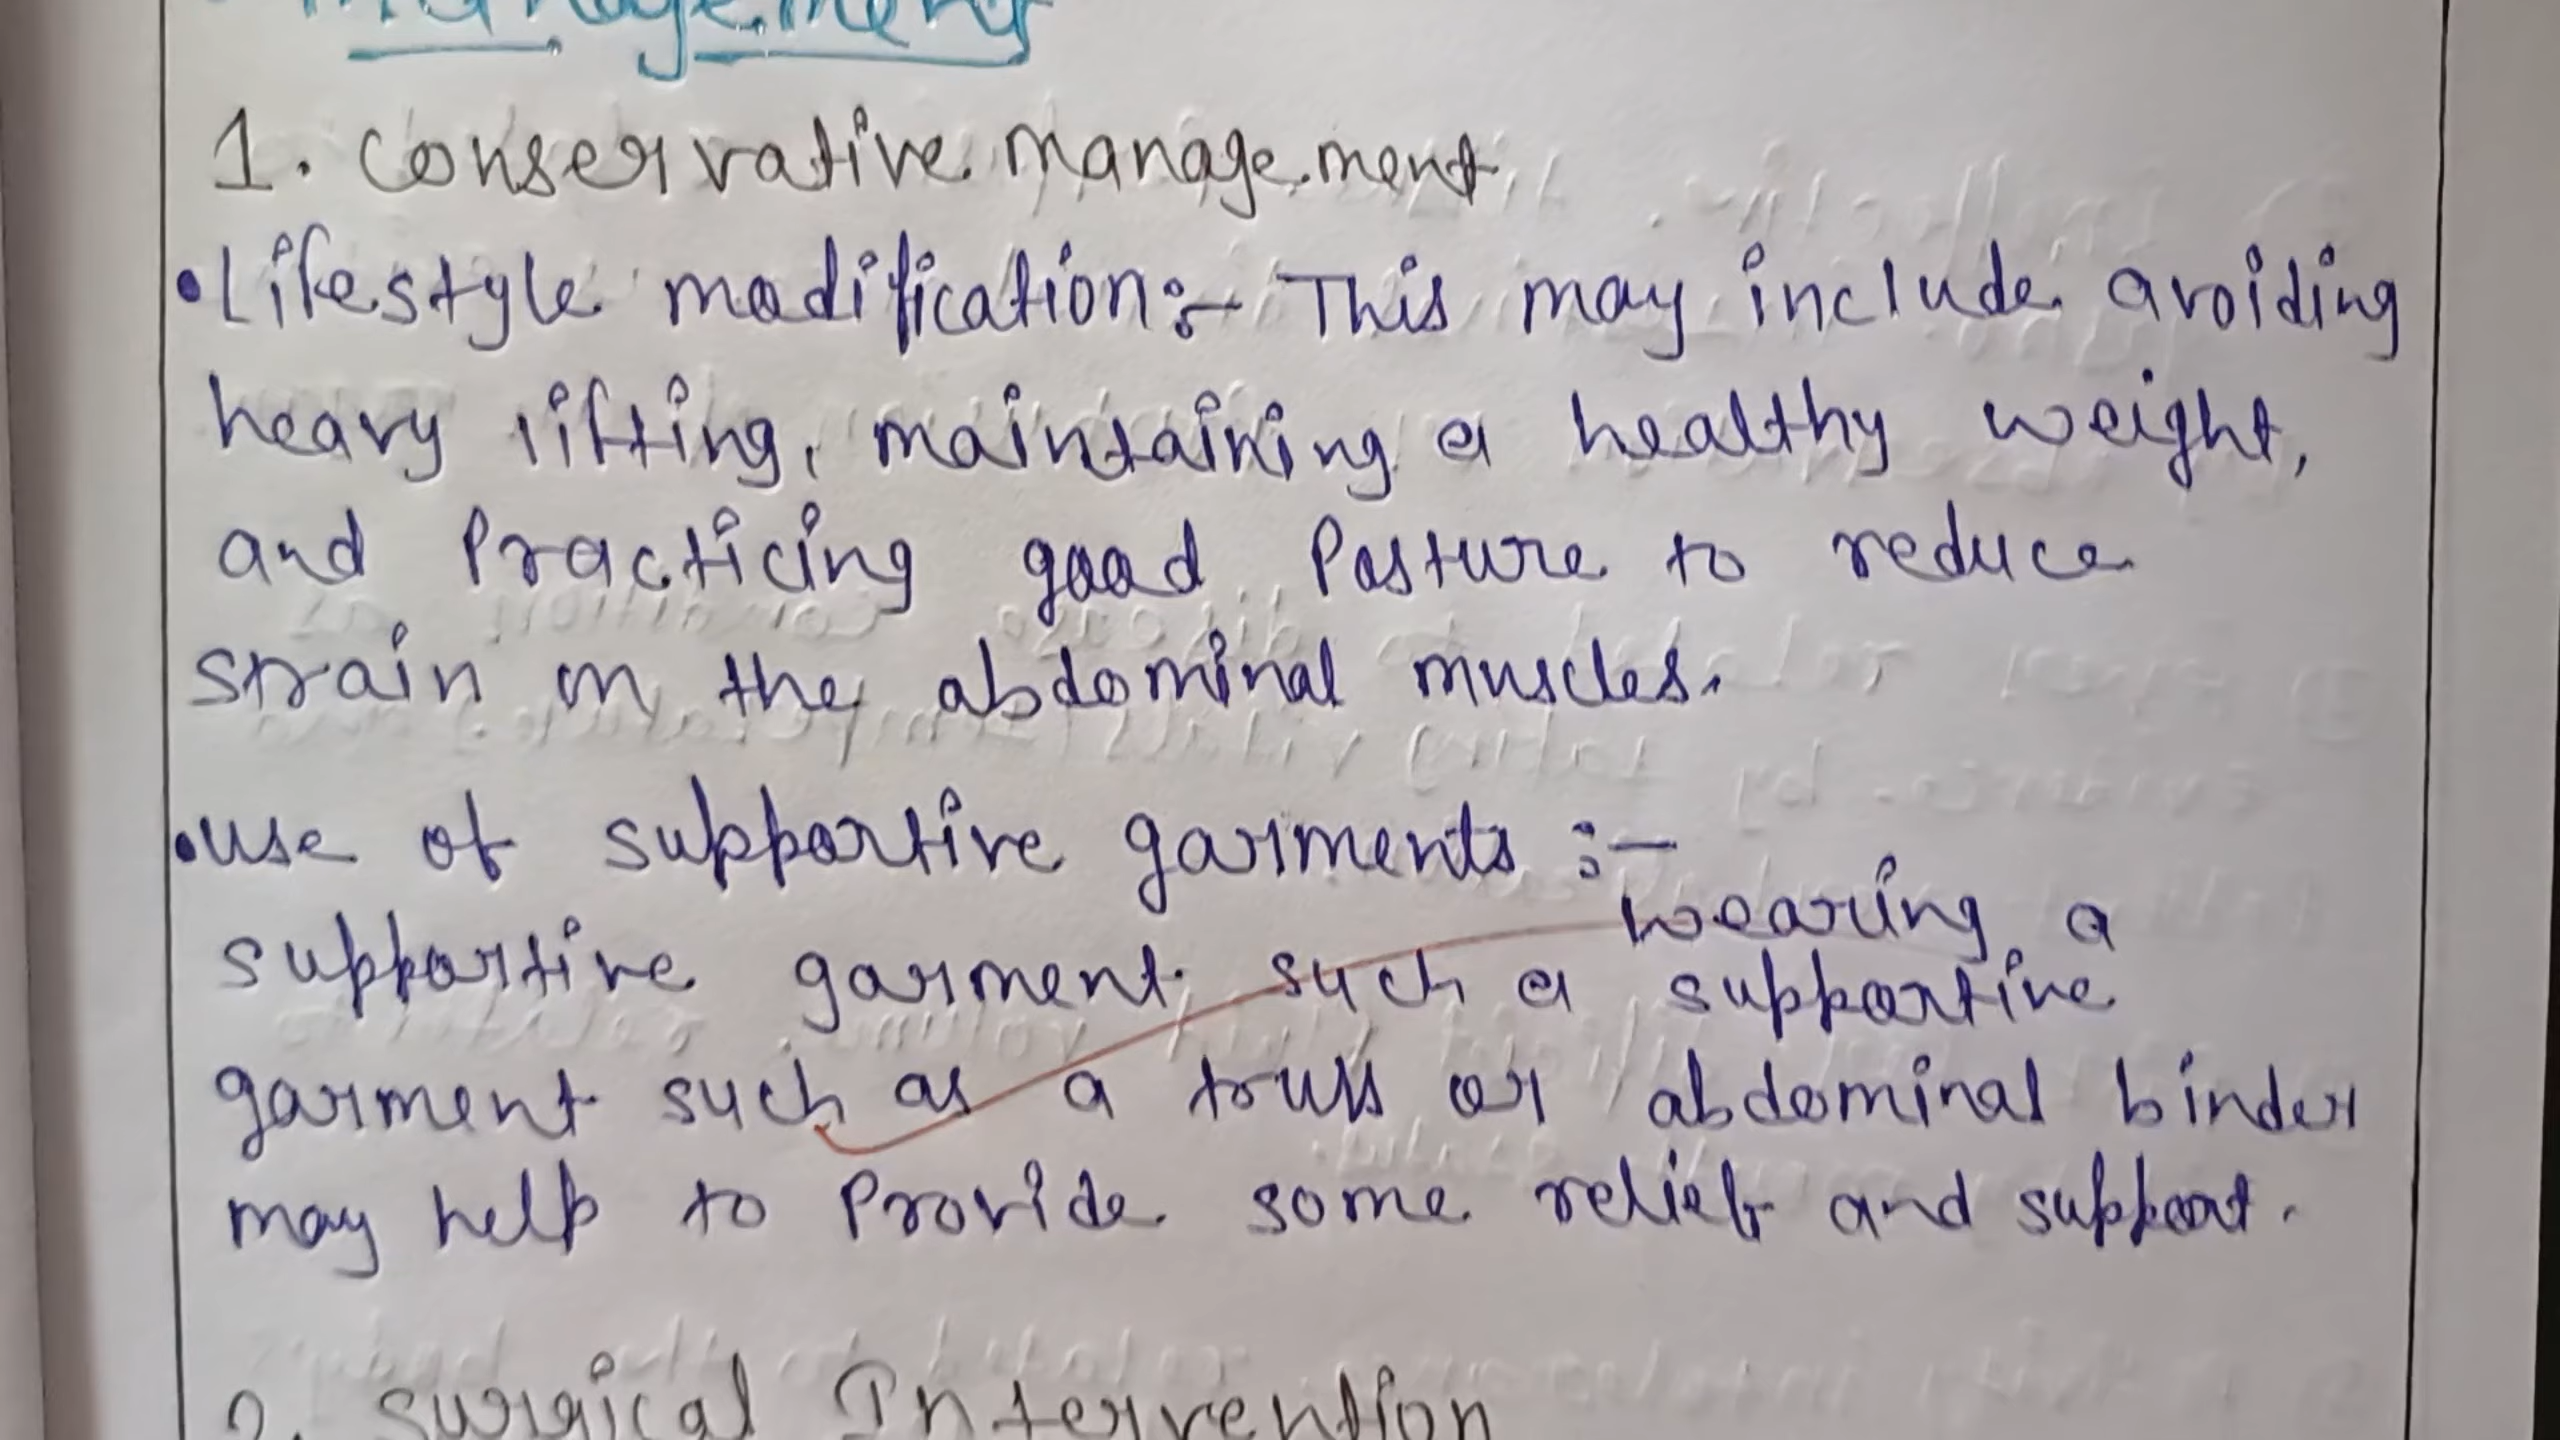 Management
1. Conservative management
• Lifestyle modification :- This may include avoiding
heavy lifting, maintaining a healthy weight,
and Practicing good Posture to reduce
strain on the abdominal muscles.
• use of supportive garments :-
wearing a
supportive garment such a supportive
garment such as a truss or abdominal binder
may help to Provide some relief and support.
2. Surgical Intervention